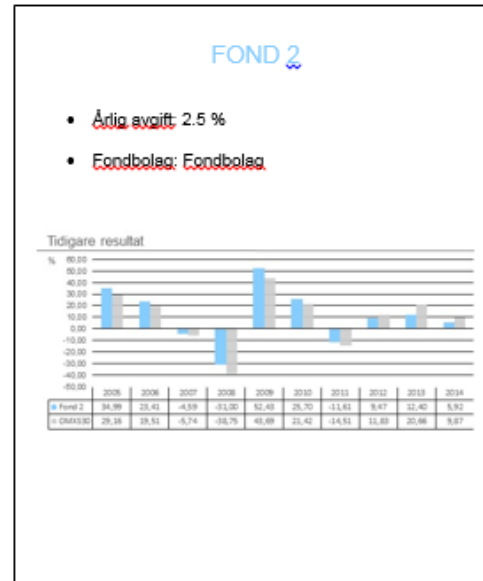 FOND 2
• Årlig avgift: 2.5 %
• Fondbolag: Fondbolag
Tidigare resultat
%
60,00
50,00
40,00
30,00
20,00
10,00
0,00
-10,00
-20,00
-30,00
-40,00
-50,00
2005 2006 2007 2008 2009 2010 2011 2012 2013 2014
Fond 2 34,99 23,41 -4,59 -31,00 52,43 25,70 -11,61 9,47 12,40 5,92
OMXS30 29,16 19,51 -5,74 -38,75 43,69 21,42 -14,51 11,83 20,66 9,87